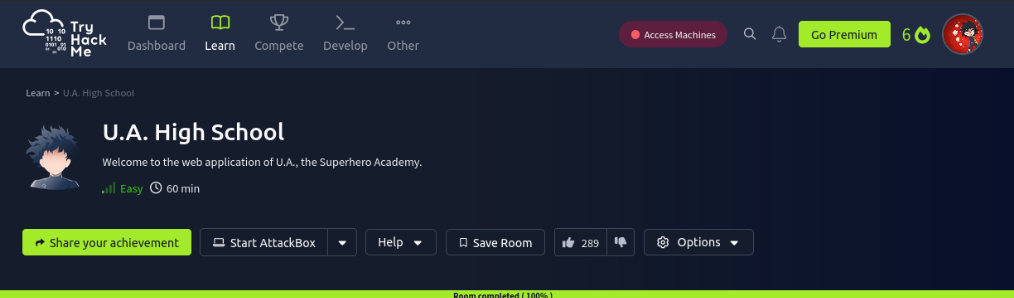 Try
Hack
Me
Dashboard
Learn
Compete
Develop
Other
Access Machines
Go Premium
6
Learn > U.A. High School
U.A. High School
Welcome to the web application of U.A., the Superhero Academy.
Easy 60 min
Share your achievement
Start AttackBox
Help
Save Room
289
Options
Room completed ( 100% )